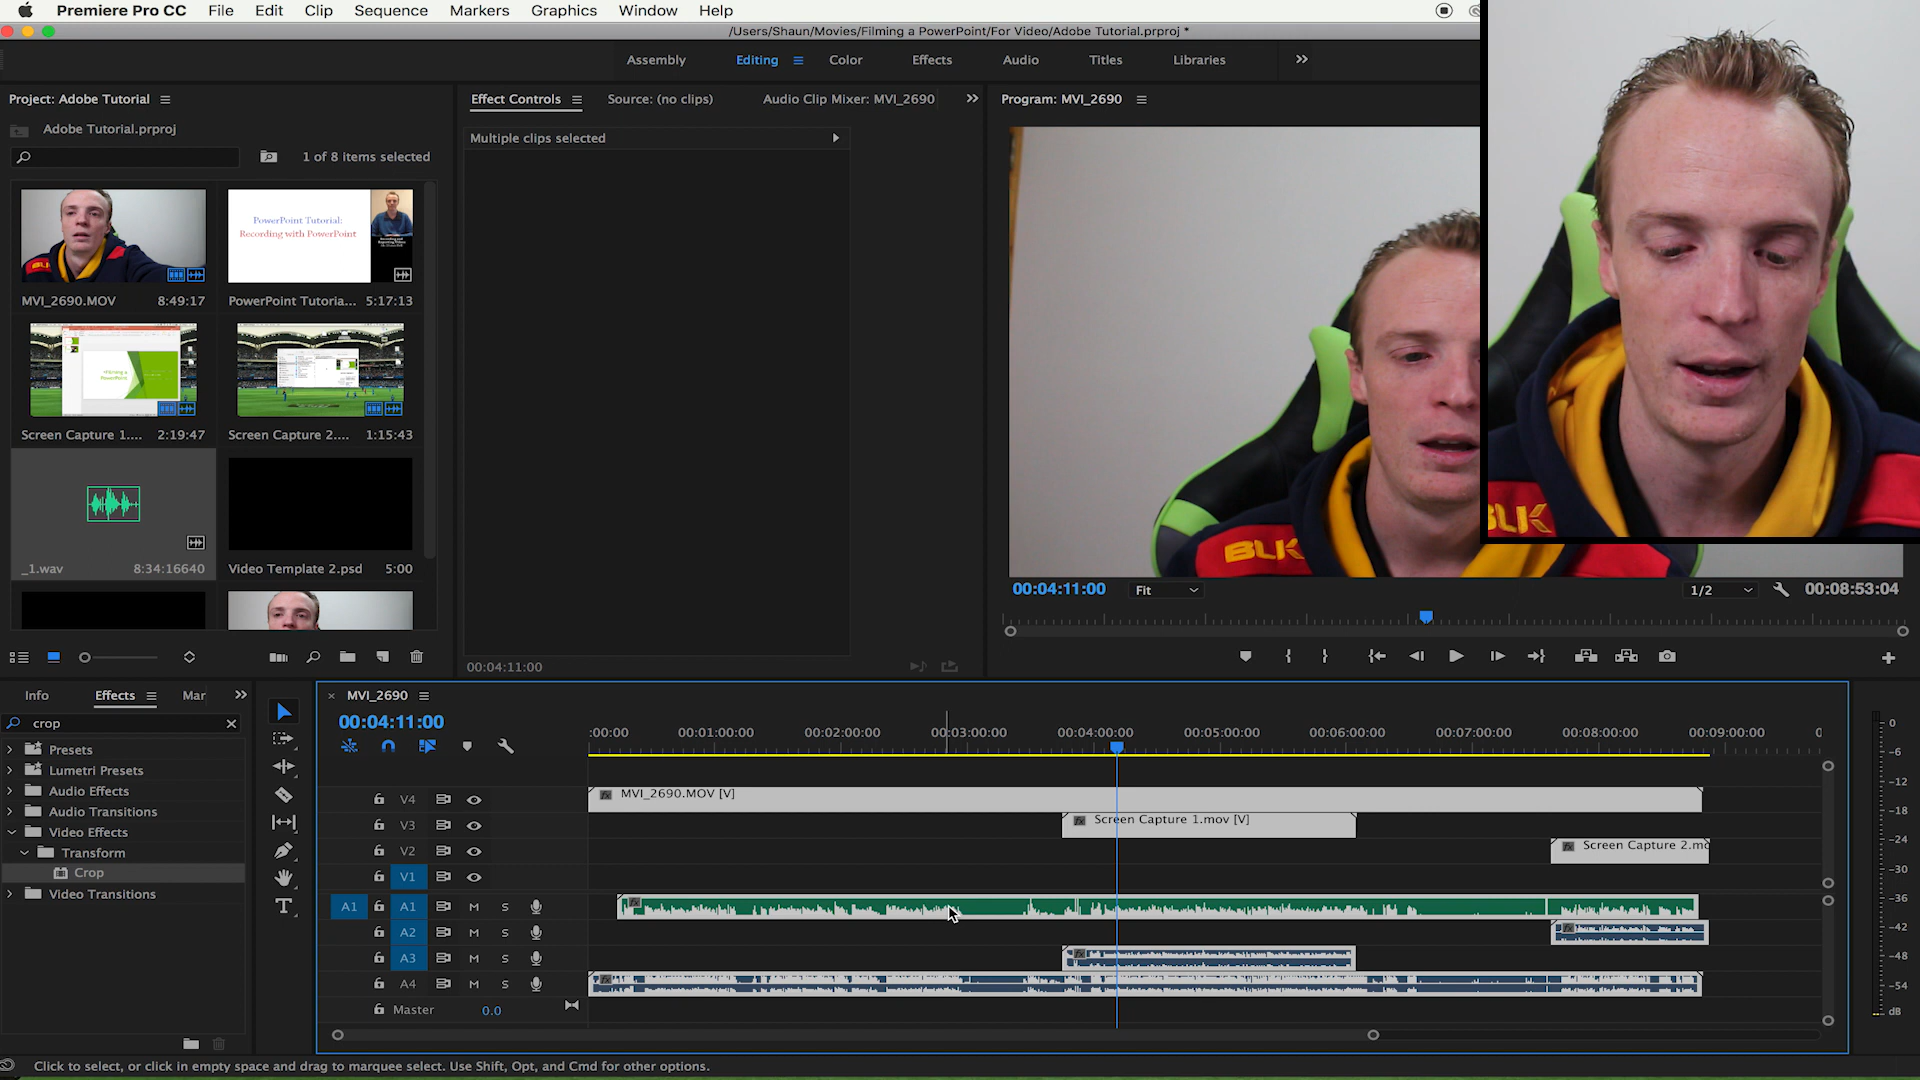 Premiere Pro CC File Edit Clip Sequence Markers Graphics Window Help
/Users/Shaun/Movies/Filming a PowerPoint/For Video/Adobe Tutorial.prproj *
Assembly Editing Color Effects Audio Titles Libraries
Project: Adobe Tutorial
Effect Controls Source: (no clips) Audio Clip Mixer: MVI_2690
Program: MVI_2690
Adobe Tutorial.prproj
Multiple clips selected
1 of 8 items selected
PowerPoint Tutorial:
Recording with PowerPoint
MVI_2690.MOV 8:49:17
PowerPoint Tutoria... 5:17:13
Screen Capture 1.... 2:19:47
Screen Capture 2.... 1:15:43
_1.wav 8:34:16640
Video Template 2.psd 5:00
BLK
BLK
00:04:11:00 Fit 1/2 00:08:53:04
00:04:11:00
Info Effects Mar
crop
Presets
Lumetri Presets
Audio Effects
Audio Transitions
Video Effects
Transform
Crop
Video Transitions
MVI_2690
00:04:11:00
:00:00 00:01:00:00 00:02:00:00 00:03:00:00 00:04:00:00 00:05:00:00 00:06:00:00 00:07:00:00 00:08:00:00 00:09:00:00 0
V4 MVI_2690.MOV [V]
V3 Screen Capture 1.mov [V]
V2 Screen Capture 2.mo
V1
A1 A1 M S
A2 M S
A3 M S
A4 M S
Master 0.0
0
-6
-12
-18
-24
-30
-36
-42
-48
-54
dB
Click to select, or click in empty space and drag to marquee select. Use Shift, Opt, and Cmd for other options.